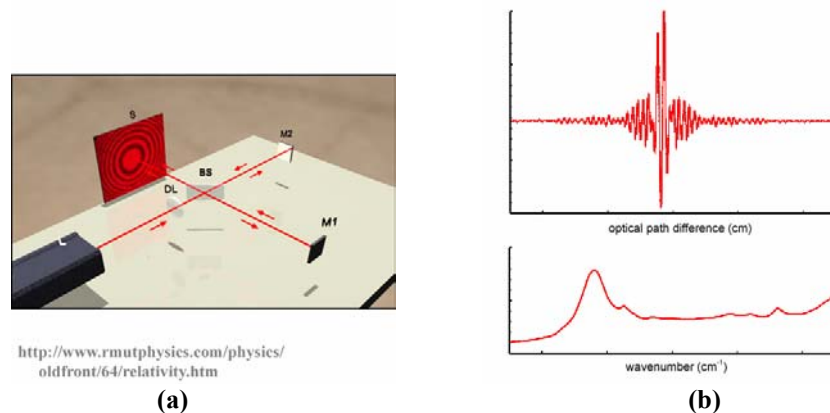 S
M2
DL
BS
L
M1
http://www.rmutphysics.com/physics/
oldfront/64/relativity.htm
(a)
optical path difference (cm)
wavenumber (cm⁻¹)
(b)